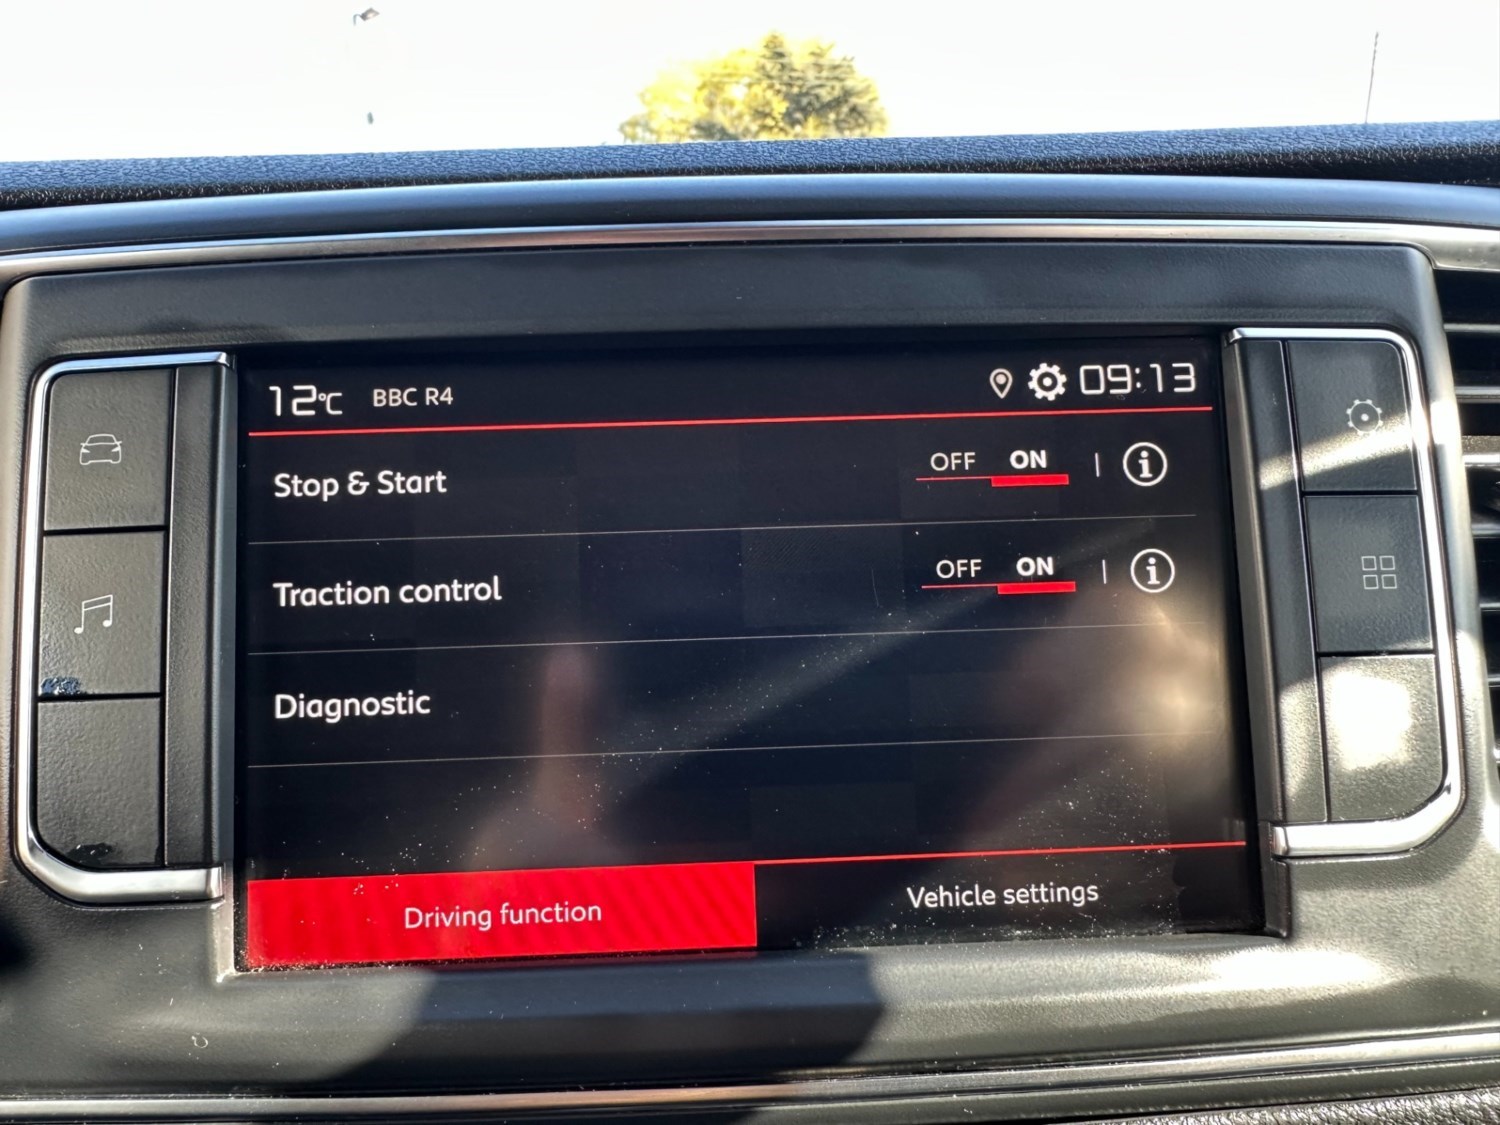 12°C BBC R4 09:13
Stop & Start OFF ON | i
Traction control OFF ON | i
Diagnostic
Driving function Vehicle settings